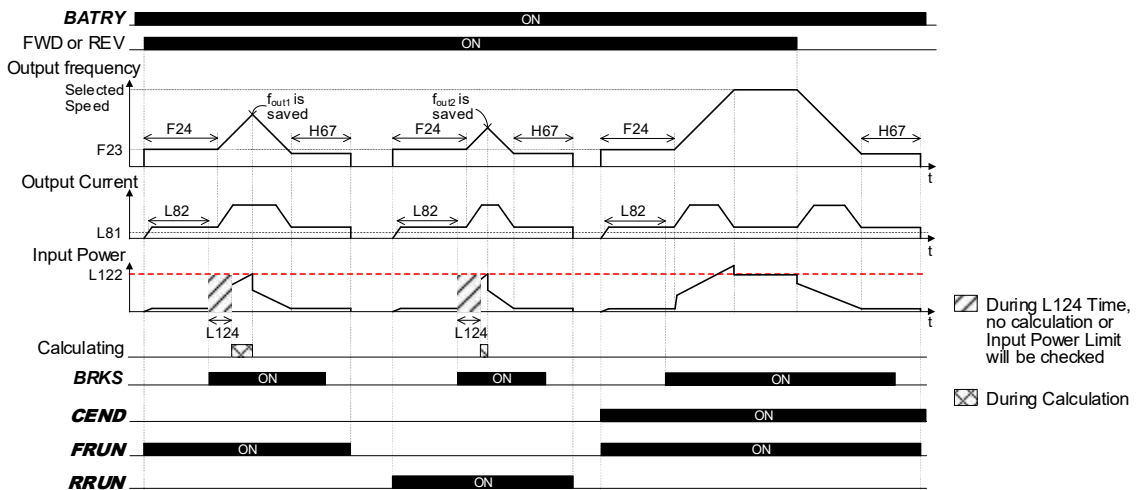 BATRY
ON
FWD or REV
ON
Output frequency
Selected
Speed
fout1 is
saved
fout2 is
saved
F24
H67
F24
H67
F24
H67
F23
t
Output Current
L82
L82
L82
L81
t
Input Power
L122
L124
L124
t
During L124 Time,
no calculation or
Input Power Limit
will be checked
Calculating
During Calculation
BRKS
ON
ON
ON
CEND
ON
FRUN
ON
ON
RRUN
ON